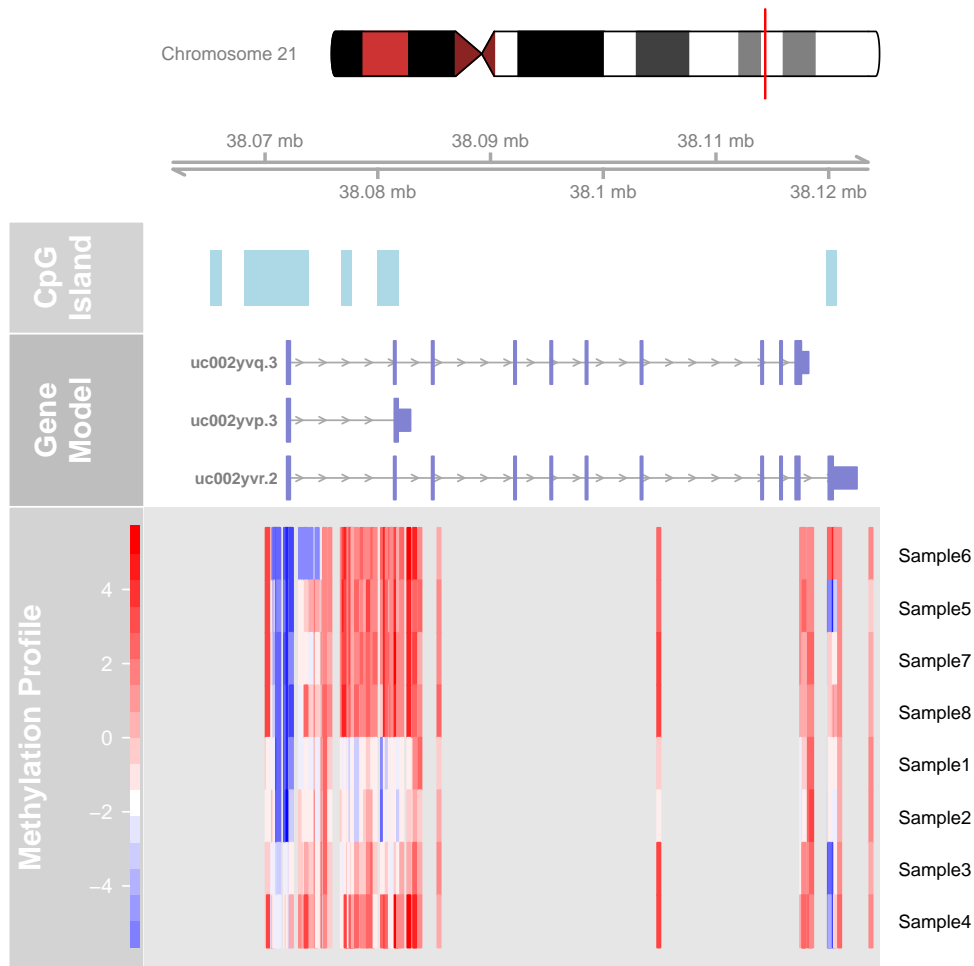 Chromosome 21
38.07 mb
38.09 mb
38.11 mb
38.08 mb
38.1 mb
38.12 mb
CpG
Island
Gene
Model
uc002yvq.3
uc002yvp.3
uc002yvr.2
Methylation Profile
4
2
0
−2
−4
Sample6
Sample5
Sample7
Sample8
Sample1
Sample2
Sample3
Sample4